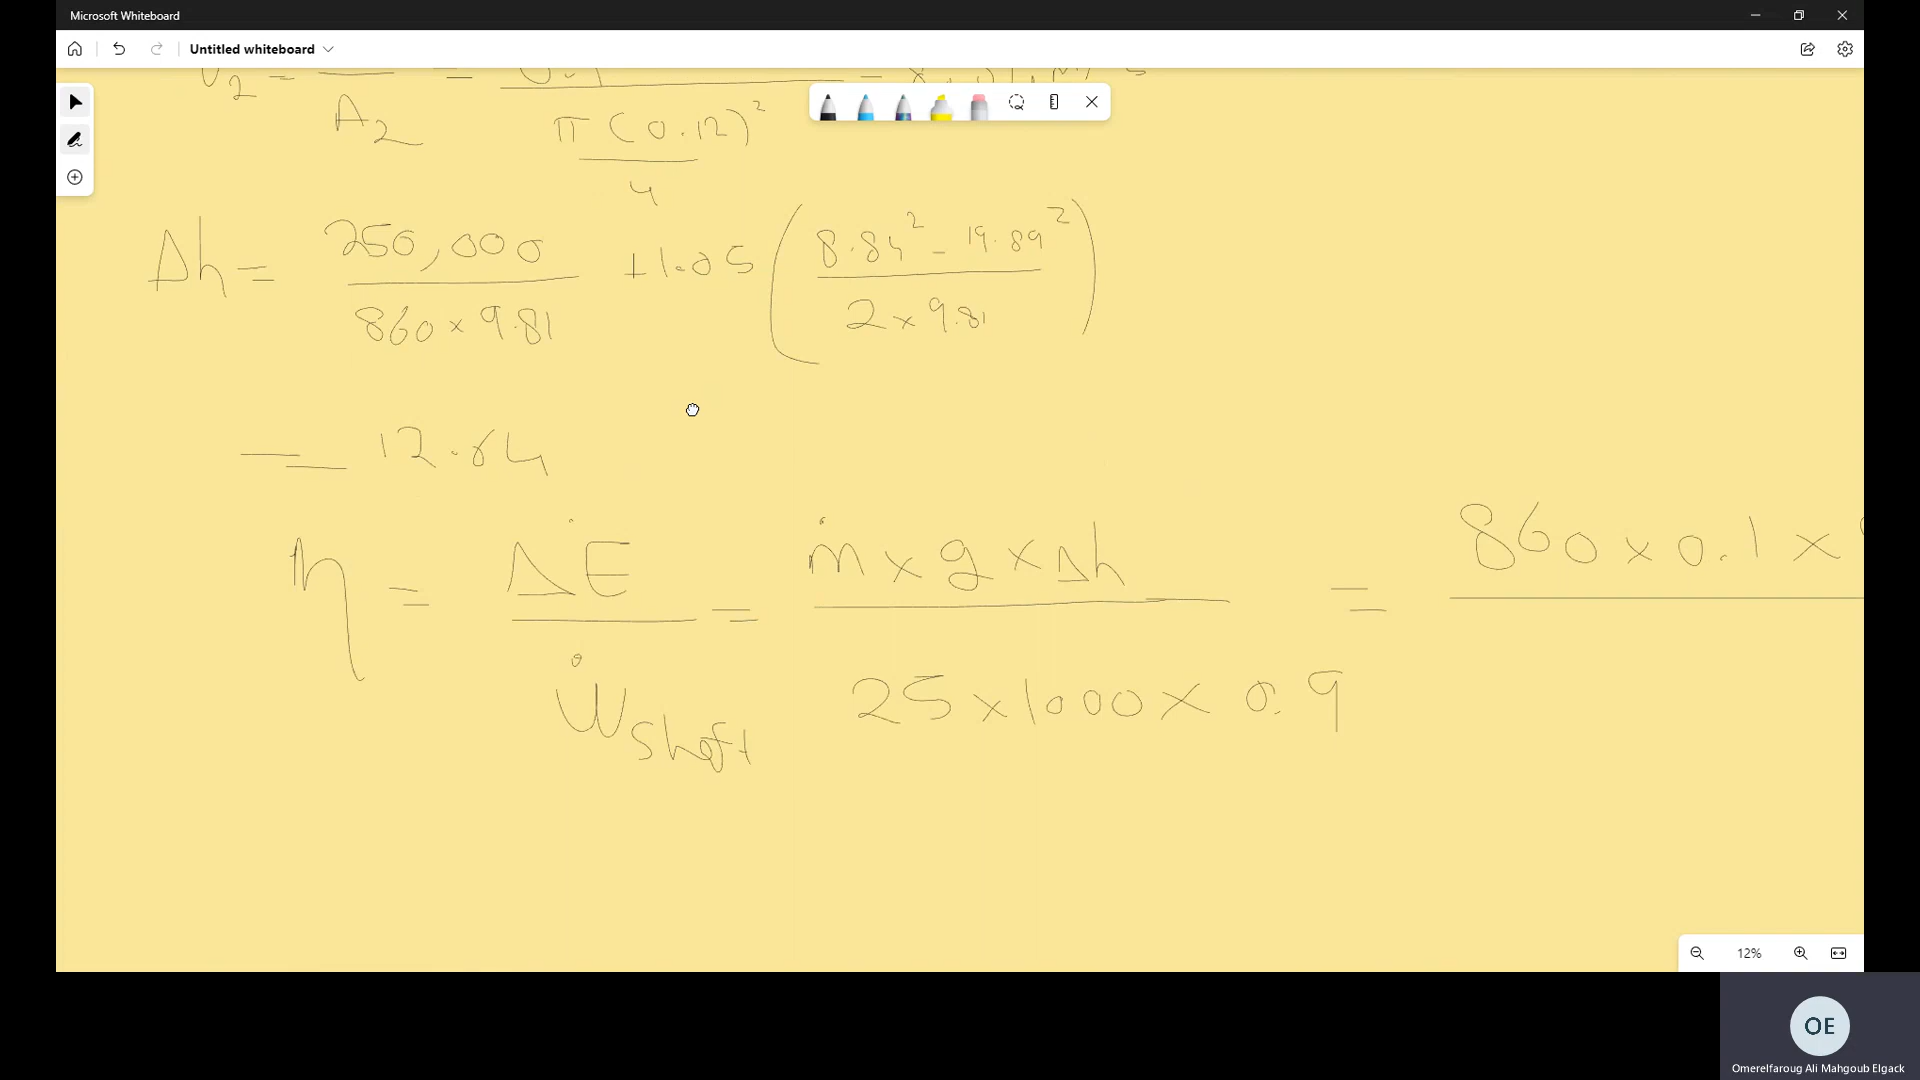 Microsoft Whiteboard
Untitled whiteboard
υ₂ = ― = ―
A₂
π(0.12)²
4
Δh = 250,000 / 860×9.81 +1.05 ( 8.84² - 19.89² / 2×9.81 )
= 12.64
η = ΔĖ / Ẇshaft = ṁ×g×Δh / 25×1000×0.9 = 860×0.1×
12%
OE
Omerelfaroug Ali Mahgoub Elgack